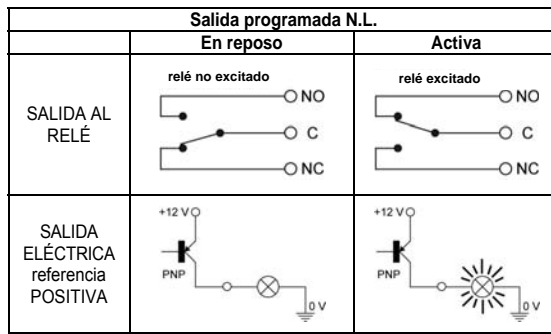 Salida programada N.L.
En reposo
Activa
SALIDA AL
RELÉ
relé no excitado
NO
C
NC
relé excitado
NO
C
NC
SALIDA
ELÉCTRICA
referencia
POSITIVA
+12 V
PNP
0 V
+12 V
PNP
0 V